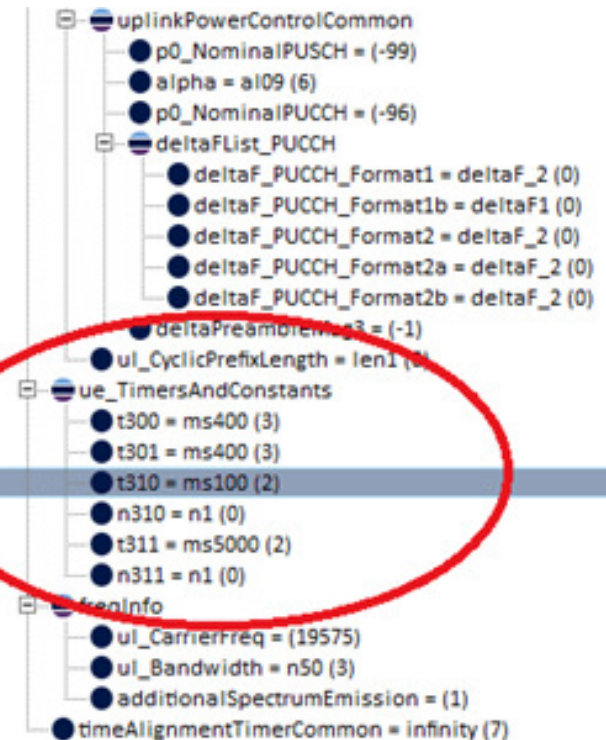 uplinkPowerControlCommon
p0_NominalPUSCH = (-99)
alpha = al09 (6)
p0_NominalPUCCH = (-96)
deltaFList_PUCCH
deltaF_PUCCH_Format1 = deltaF_2 (0)
deltaF_PUCCH_Format1b = deltaF1 (0)
deltaF_PUCCH_Format2 = deltaF_2 (0)
deltaF_PUCCH_Format2a = deltaF_2 (0)
deltaF_PUCCH_Format2b = deltaF_2 (0)
deltaPreambleMsg3 = (-1)
ul_CyclicPrefixLength = len1 (0)
ue_TimersAndConstants
t300 = ms400 (3)
t301 = ms400 (3)
t310 = ms100 (2)
n310 = n1 (0)
t311 = ms5000 (2)
n311 = n1 (0)
freqInfo
ul_CarrierFreq = (19575)
ul_Bandwidth = n50 (3)
additionalSpectrumEmission = (1)
timeAlignmentTimerCommon = infinity (7)